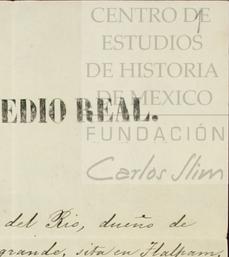 CENTRO DE
ESTUDIOS
DE HISTORIA
DE MEXICO
EDIO REAL.
FUNDACIÓN
Carlos Slim
del Rio, dueño de
grande, sita en Tlalpam,